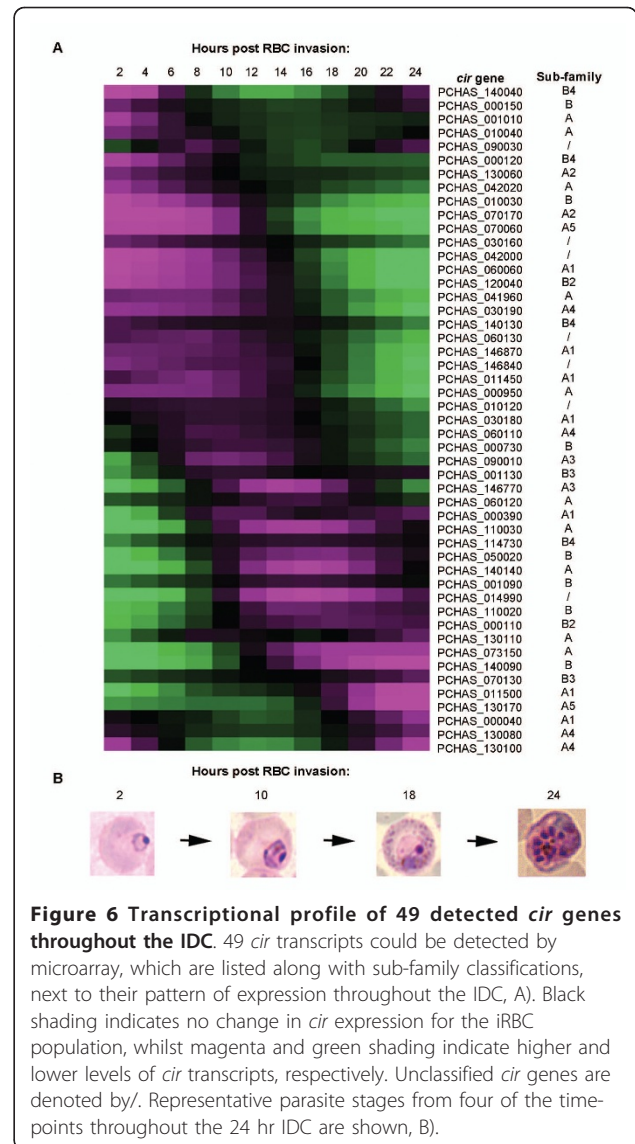 A
Hours post RBC invasion:
2 4 6 8 10 12 14 16 18 20 22 24
cir gene Sub-family
PCHAS_140040 B4
PCHAS_000150 B
PCHAS_001010 A
PCHAS_010040 A
PCHAS_090030 /
PCHAS_000120 B4
PCHAS_130060 A2
PCHAS_042020 A
PCHAS_010030 B
PCHAS_070170 A2
PCHAS_070060 A5
PCHAS_030160 /
PCHAS_042000 /
PCHAS_060060 A1
PCHAS_120040 B2
PCHAS_041960 A
PCHAS_030190 A4
PCHAS_140130 B4
PCHAS_060130 /
PCHAS_146870 A1
PCHAS_146840 /
PCHAS_011450 A1
PCHAS_000950 A
PCHAS_010120 /
PCHAS_030180 A1
PCHAS_060110 A4
PCHAS_000730 B
PCHAS_090010 A3
PCHAS_001130 B3
PCHAS_146770 A3
PCHAS_060120 A
PCHAS_000390 A1
PCHAS_110030 A
PCHAS_114730 B4
PCHAS_050020 B
PCHAS_140140 A
PCHAS_001090 B
PCHAS_014990 /
PCHAS_110020 B
PCHAS_000110 B2
PCHAS_130110 A
PCHAS_073150 A
PCHAS_140090 B
PCHAS_070130 B3
PCHAS_011500 A1
PCHAS_130170 A5
PCHAS_000040 A1
PCHAS_130080 A4
PCHAS_130100 A4
B
Hours post RBC invasion:
2 10 18 24
Figure 6 Transcriptional profile of 49 detected cir genes
throughout the IDC. 49 cir transcripts could be detected by
microarray, which are listed along with sub-family classifications,
next to their pattern of expression throughout the IDC, A). Black
shading indicates no change in cir expression for the iRBC
population, whilst magenta and green shading indicate higher and
lower levels of cir transcripts, respectively. Unclassified cir genes are
denoted by/. Representative parasite stages from four of the time-
points throughout the 24 hr IDC are shown, B).